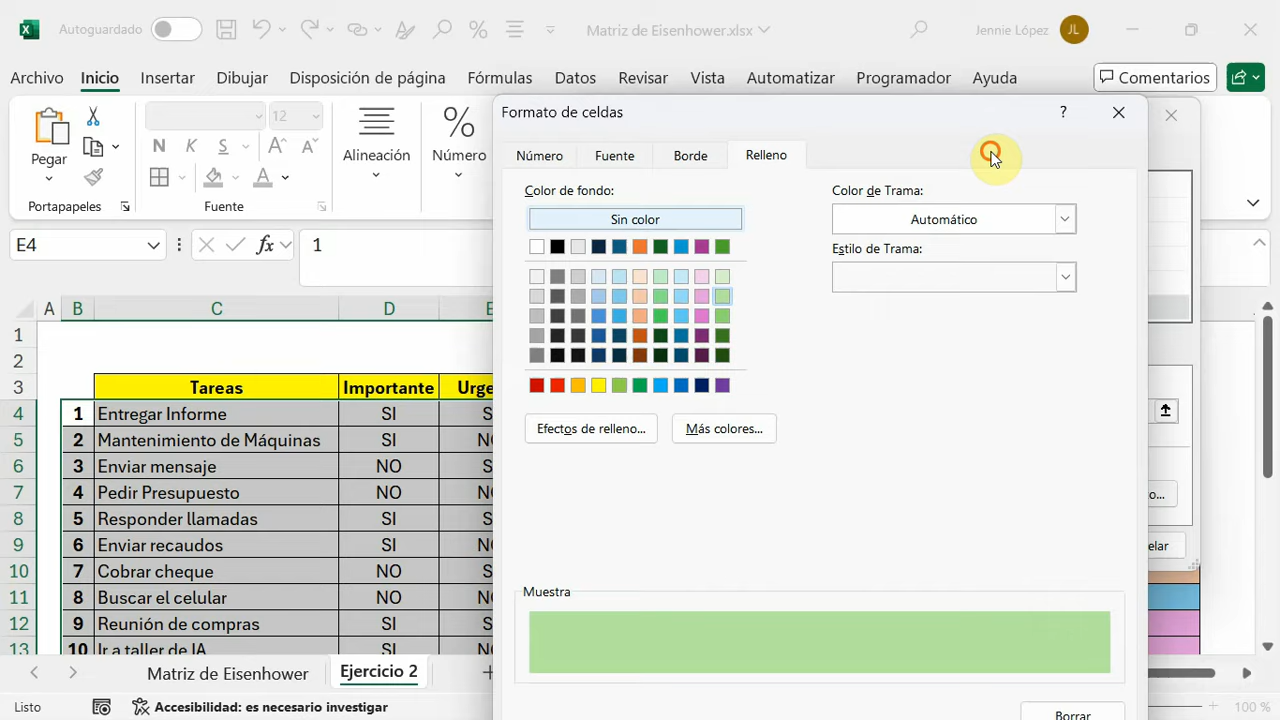 Autoguardado
Matriz de Eisenhower.xlsx
Jennie López
JL
Archivo Inicio Insertar Dibujar Disposición de página Fórmulas Datos Revisar Vista Automatizar Programador Ayuda
Comentarios
Pegar
Portapapeles
12
N K S
Fuente
Alineación
Número
E4
fx
1
Formato de celdas
Número Fuente Borde Relleno
Color de fondo:
Sin color
Color de Trama:
Automático
Estilo de Trama:
Efectos de relleno...
Más colores...
Muestra
Borrar
A B C D
1
2
3 Tareas Importante
4 1 Entregar Informe SI
5 2 Mantenimiento de Máquinas SI
6 3 Enviar mensaje NO
7 4 Pedir Presupuesto NO
8 5 Responder llamadas SI
9 6 Enviar recaudos SI
10 7 Cobrar cheque NO
11 8 Buscar el celular NO
12 9 Reunión de compras SI
13 10 Ir a taller de IA
Matriz de Eisenhower Ejercicio 2
Listo
Accesibilidad: es necesario investigar
100 %